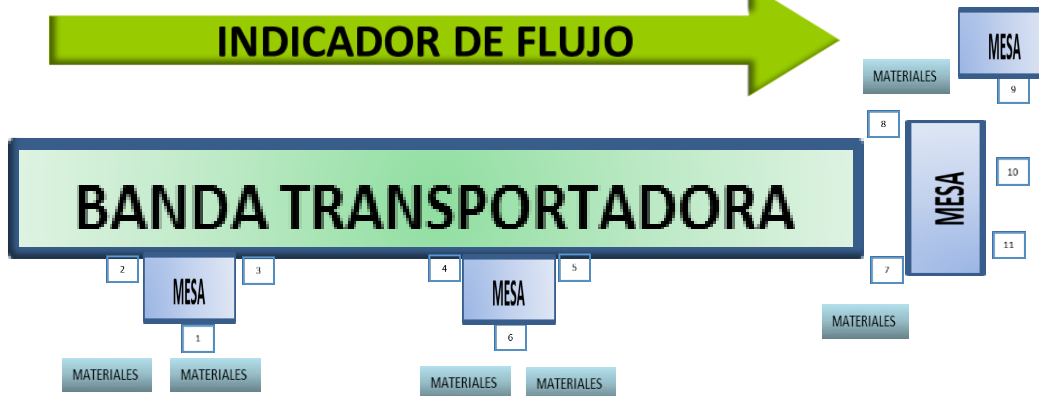 INDICADOR DE FLUJO
MESA
MATERIALES
9
8
BANDA TRANSPORTADORA
MESA
10
11
2
3
4
5
7
MESA
MESA
1
6
MATERIALES
MATERIALES
MATERIALES
MATERIALES
MATERIALES